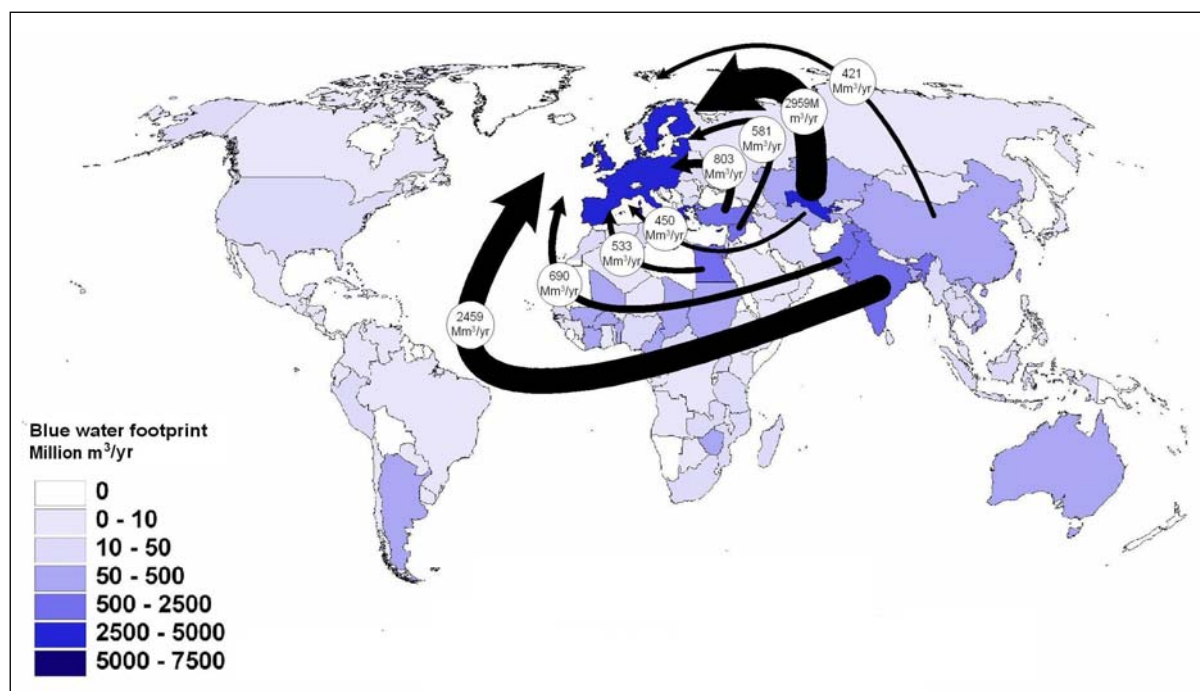 421
Mm³/yr
2959M
m³/yr
581
Mm³/yr
803
Mm³/yr
450
Mm³/yr
533
Mm³/yr
690
Mm³/yr
2459
Mm³/yr
Blue water footprint
Million m³/yr
0
0 - 10
10 - 50
50 - 500
500 - 2500
2500 - 5000
5000 - 7500